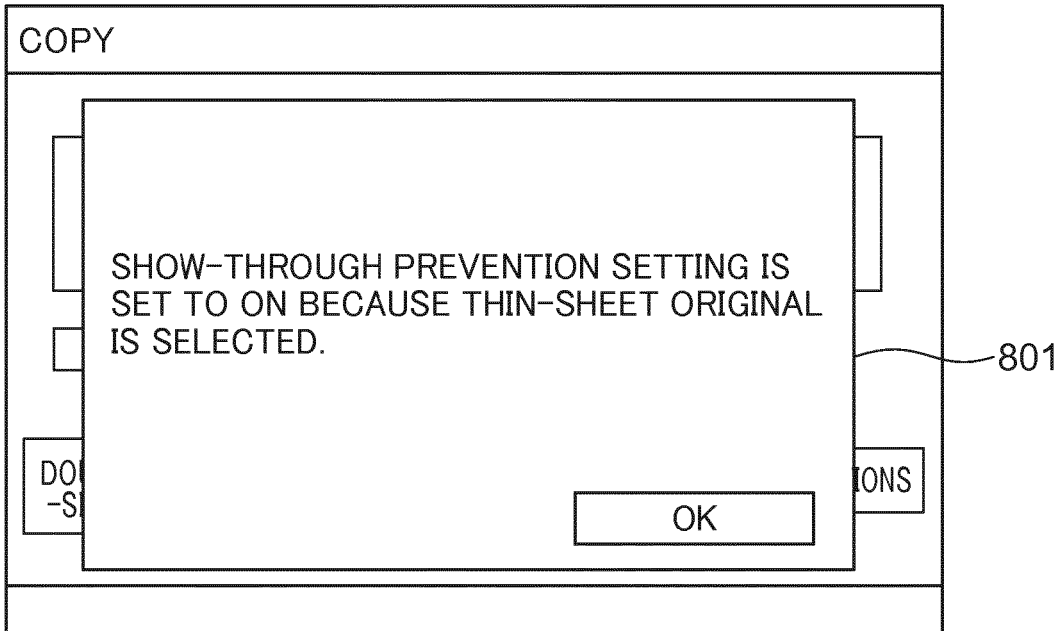 COPY
SHOW-THROUGH PREVENTION SETTING IS
SET TO ON BECAUSE THIN-SHEET ORIGINAL
IS SELECTED.
801
OK